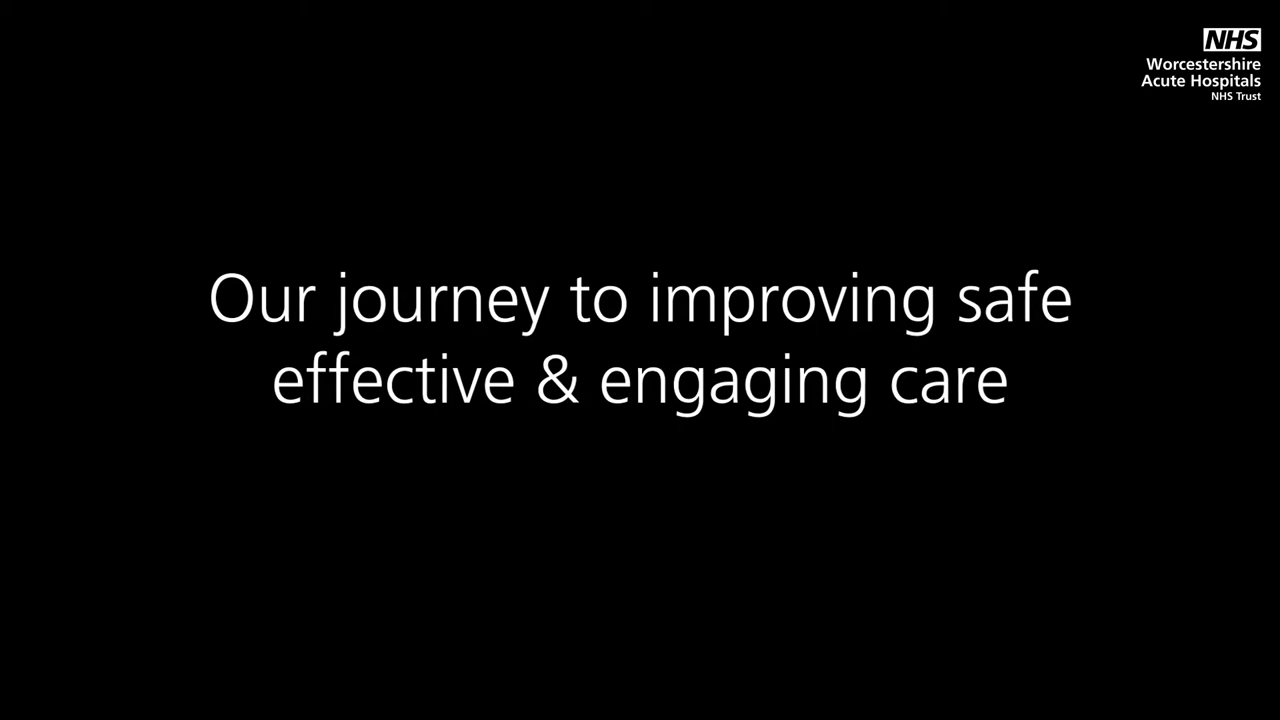 NHS
Worcestershire
Acute Hospitals
NHS Trust
Our journey to improving safe
effective & engaging care